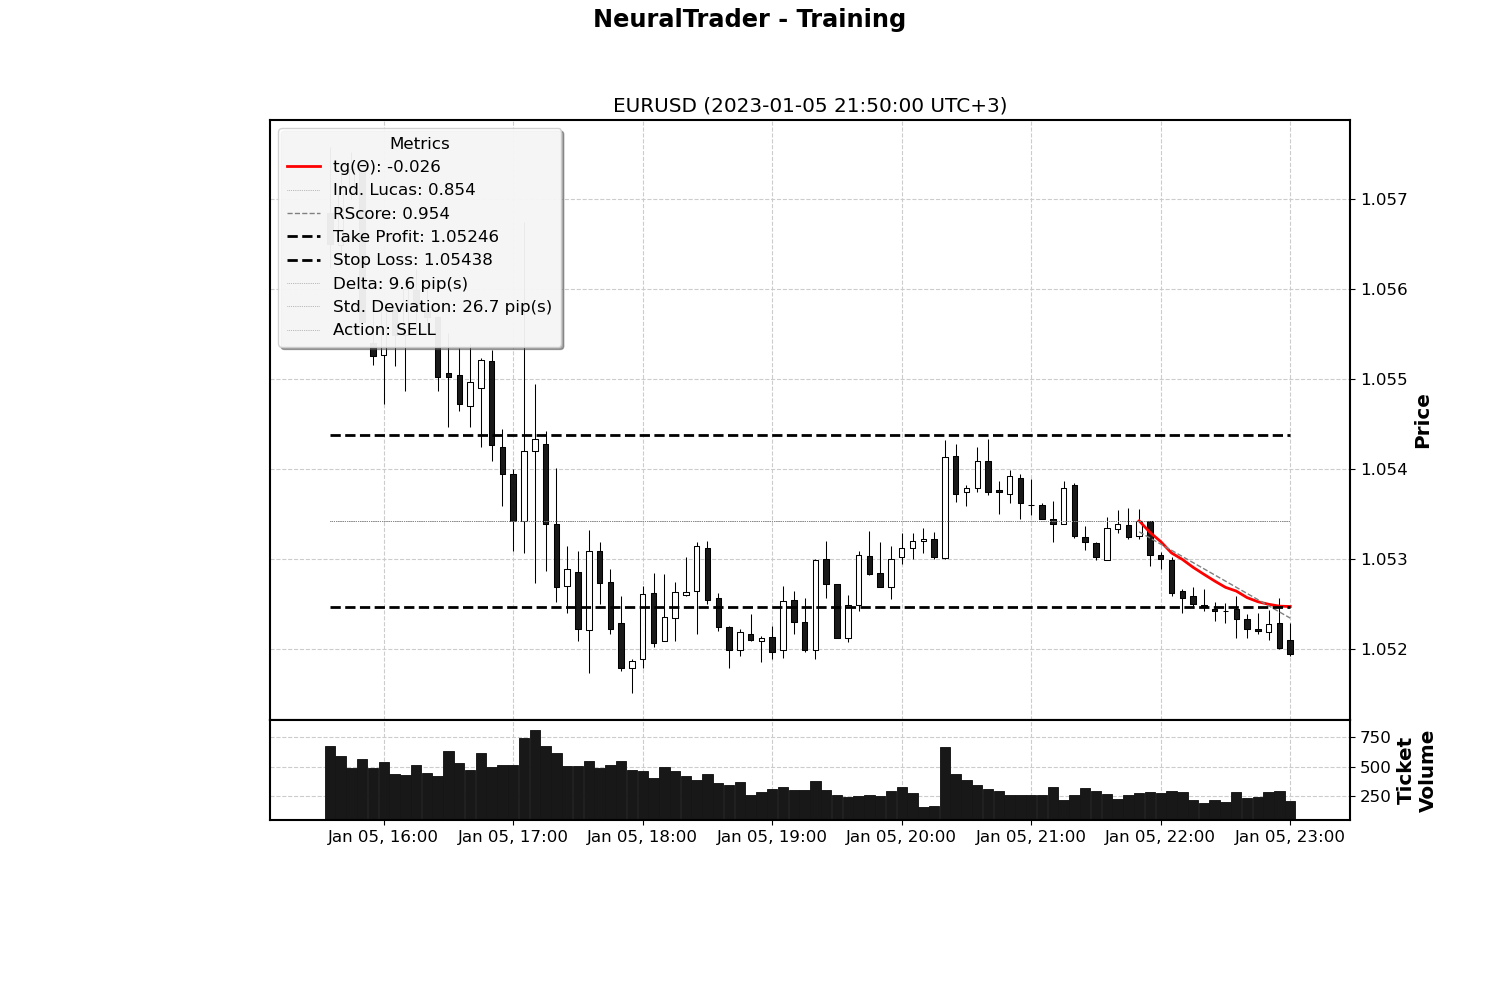 NeuralTrader - Training
EURUSD (2023-01-05 21:50:00 UTC+3)
Metrics
tg(Θ): -0.026
Ind. Lucas: 0.854
RScore: 0.954
Take Profit: 1.05246
Stop Loss: 1.05438
Delta: 9.6 pip(s)
Std. Deviation: 26.7 pip(s)
Action: SELL
1.057
1.056
1.055
1.054
1.053
1.052
Price
750
500
250
Ticket
Volume
Jan 05, 16:00
Jan 05, 17:00
Jan 05, 18:00
Jan 05, 19:00
Jan 05, 20:00
Jan 05, 21:00
Jan 05, 22:00
Jan 05, 23:00